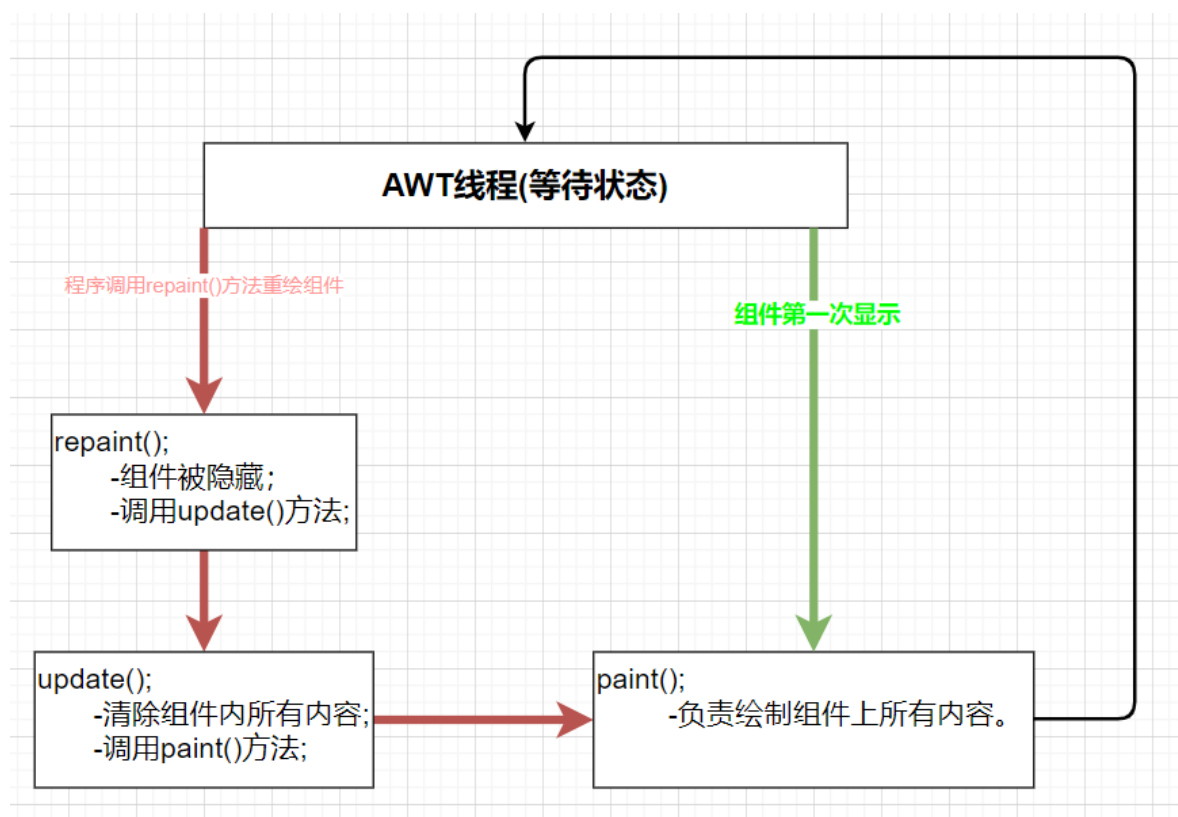 AWT线程(等待状态)
程序调用repaint()方法重绘组件
组件第一次显示
repaint();
-组件被隐藏;
-调用update()方法;
update();
-清除组件内所有内容;
-调用paint()方法;
paint();
-负责绘制组件上所有内容。